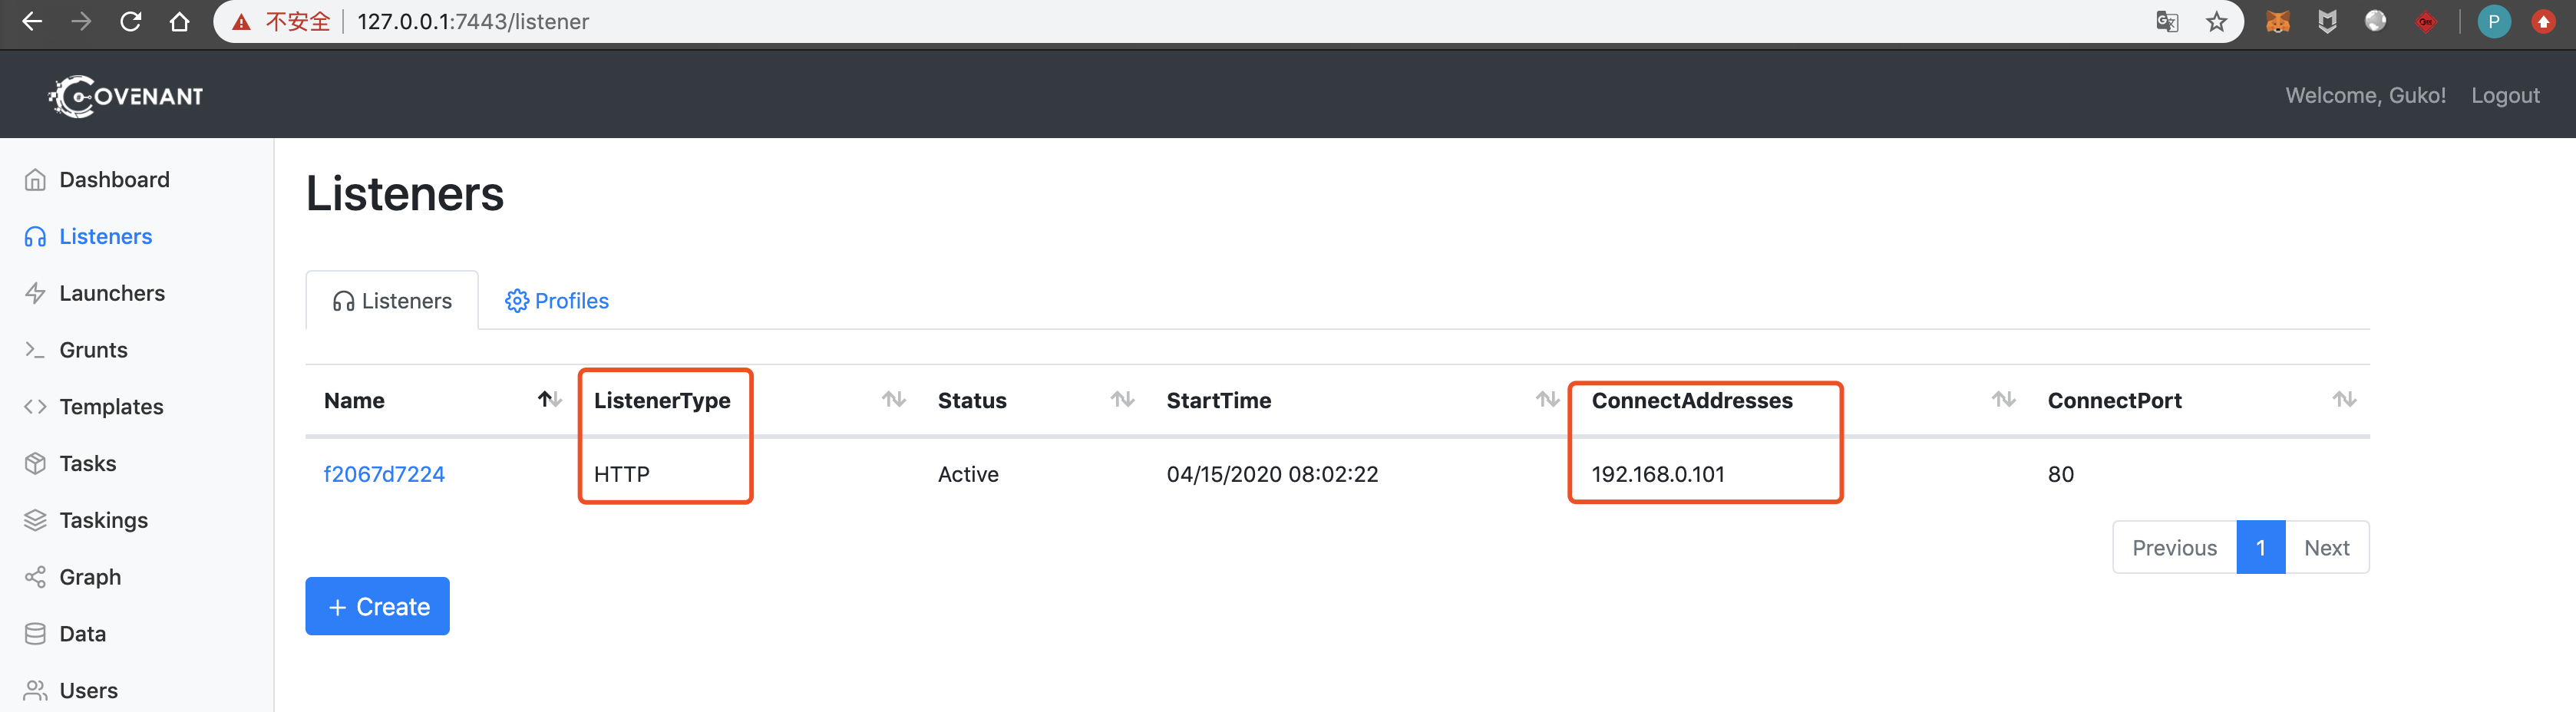 不安全 127.0.0.1:7443/listener
COVENANT Welcome, Guko! Logout
Dashboard
Listeners
Launchers
Grunts
Templates
Tasks
Taskings
Graph
Data
Users
Listeners
Listeners Profiles
Name ListenerType Status StartTime ConnectAddresses ConnectPort
f2067d7224 HTTP Active 04/15/2020 08:02:22 192.168.0.101 80
Previous 1 Next
+ Create
P